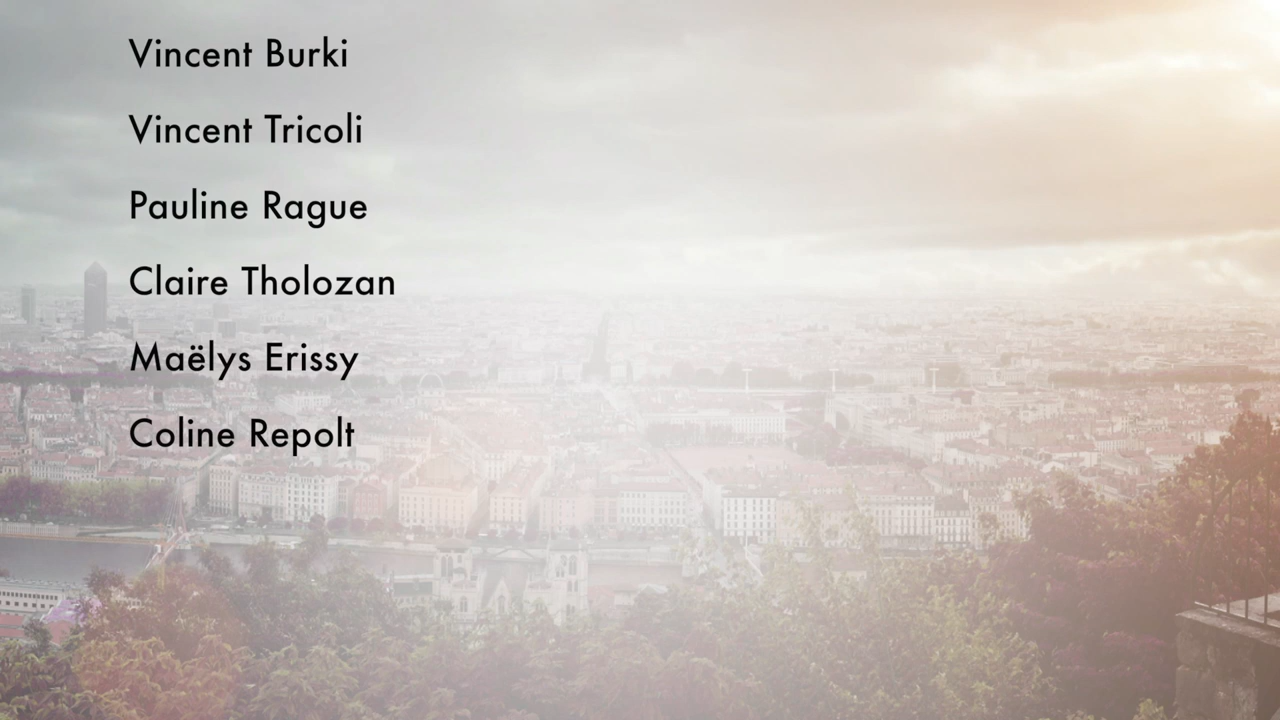 Vincent Burki
Vincent Tricoli
Pauline Rague
Claire Tholozan
Maëlys Erissy
Coline Repolt